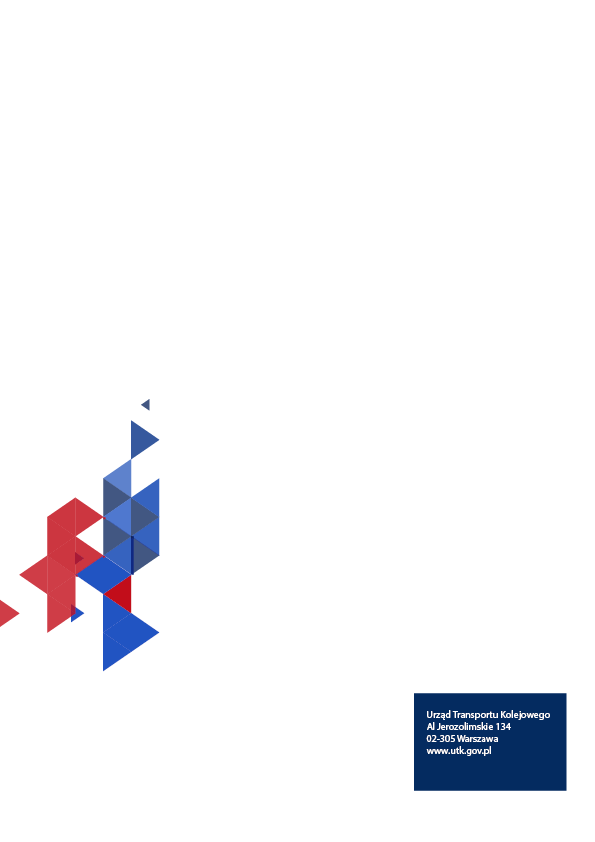 Urząd Transportu Kolejowego
Al Jerozolimskie 134
02-305 Warszawa
www.utk.gov.pl